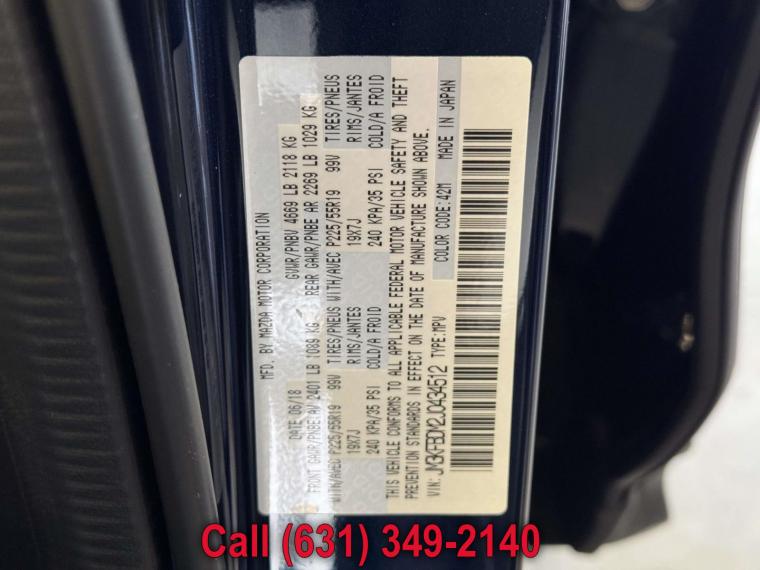 MFD. BY MAZDA MOTOR CORPORATION
DATE 06/18 GVWR/PNBV 4669 LB 2118 KG
FRONT GAWR/PNBE AV 2401 LB 1089 KG REAR GAWR/PNBE AR 2269 LB 1029 KG
WITH/AVEC P225/55R19 99V TIRES/PNEUS WITH/AVEC P225/55R19 99V TIRES/PNEUS
19X7J RIMS/JANTES 19X7J RIMS/JANTES
240 KPA/35 PSI COLD/A FROID 240 KPA/35 PSI COLD/A FROID
THIS VEHICLE CONFORMS TO ALL APPLICABLE FEDERAL MOTOR VEHICLE SAFETY AND THEFT
PREVENTION STANDARDS IN EFFECT ON THE DATE OF MANUFACTURE SHOWN ABOVE.
VIN: JM3KFBDM2J0434512 TYPE: MPV COLOR CODE: 42M MADE IN JAPAN
Call (631) 349-2140